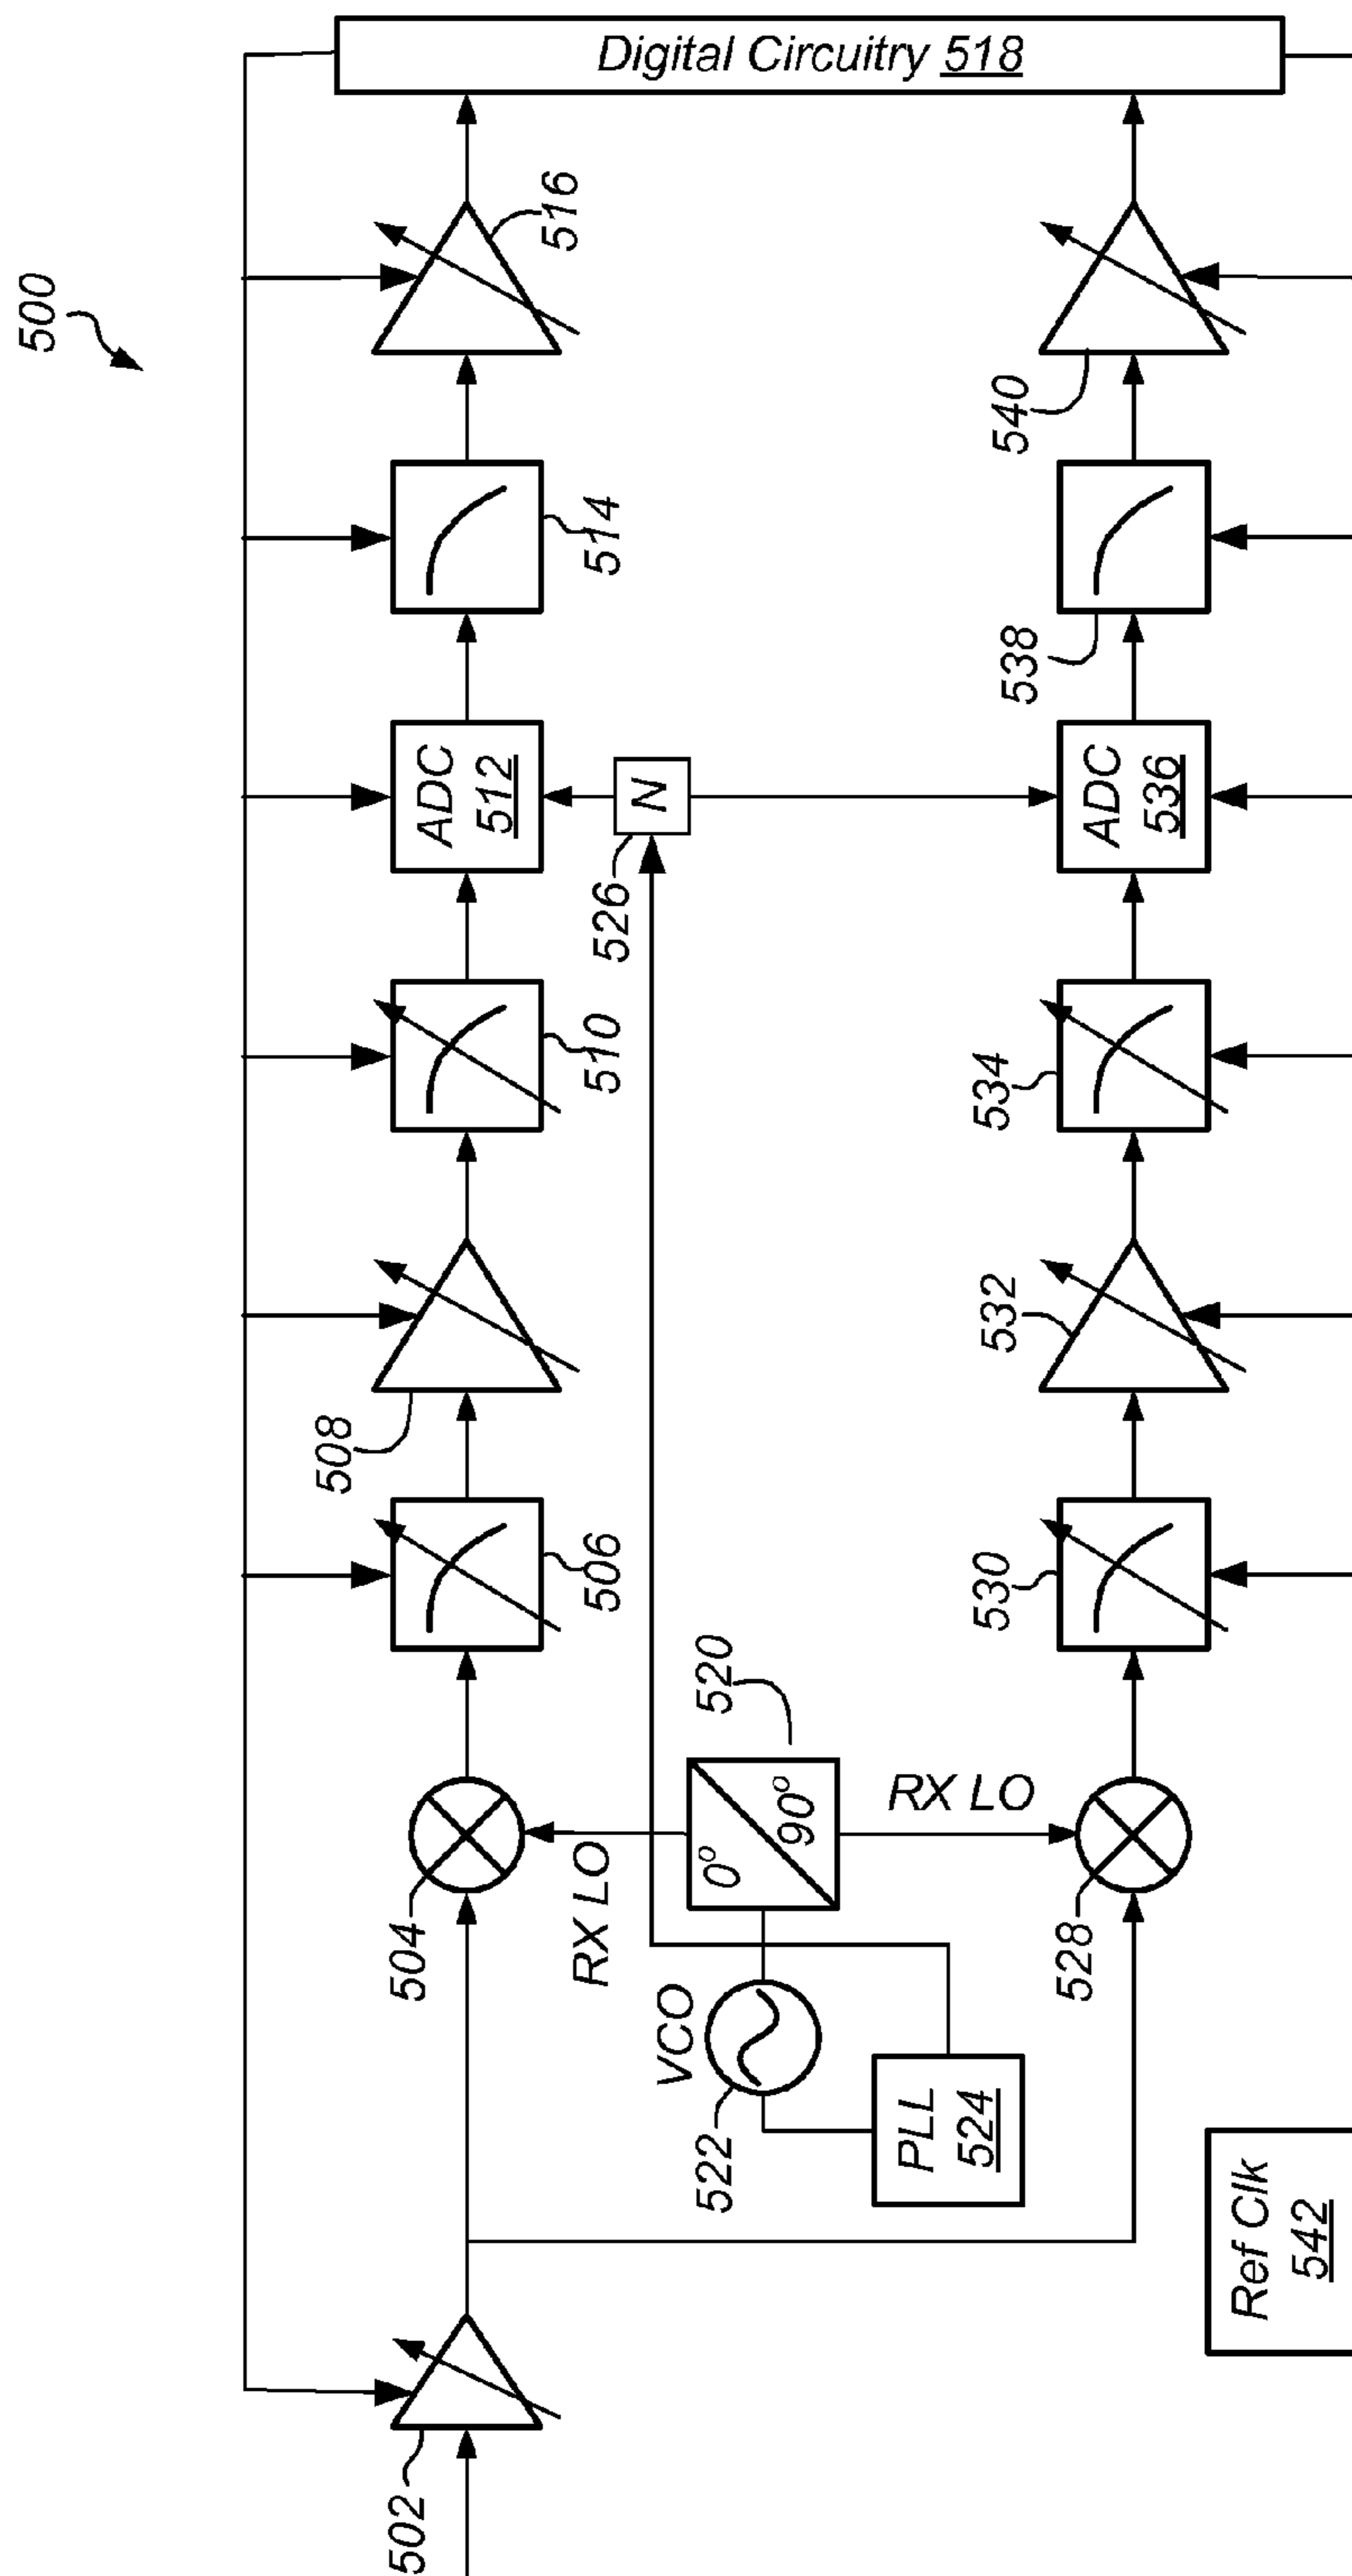 500
Digital Circuitry 518
516
540
514
538
ADC
512
N
ADC
536
526
510
534
508
532
506
530
520
0°
90°
RX LO
RX LO
504
528
VCO
522
PLL
524
Ref Clk
542
502